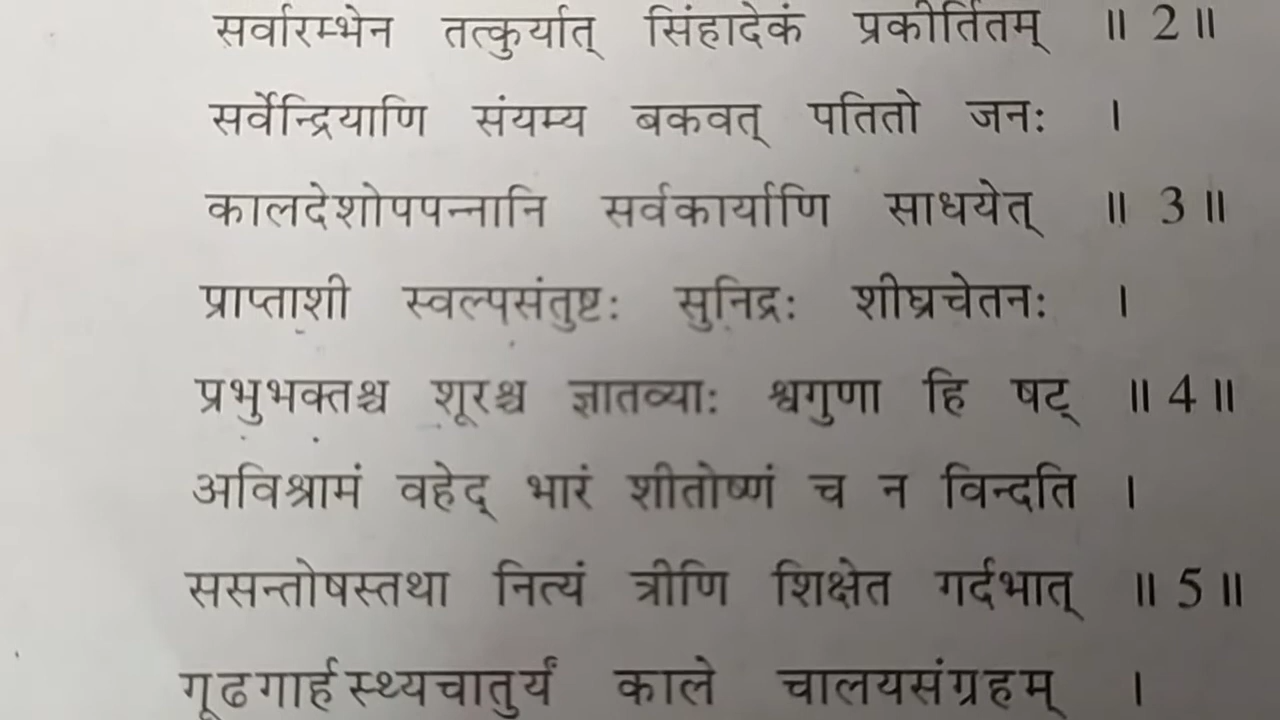 सर्वारम्भेन तत्कुर्यात् सिंहादेकं प्रकीर्तितम् ॥ 2 ॥
सर्वेन्द्रियाणि संयम्य बकवत् पतितो जनः ।
कालदेशोपपन्नानि सर्वकार्याणि साधयेत् ॥ 3 ॥
प्राप्ताशी स्वल्पसंतुष्टः सुनिद्रः शीघ्रचेतनः ।
प्रभुभक्तश्च शूरश्च ज्ञातव्याः श्वगुणा हि षट् ॥ 4 ॥
अविश्रामं वहेद् भारं शीतोष्णं च न विन्दति ।
ससन्तोषस्तथा नित्यं त्रीणि शिक्षेत गर्दभात् ॥ 5 ॥
गूढगार्हस्थ्यचातुर्यं काले चालयसंग्रहम् ।